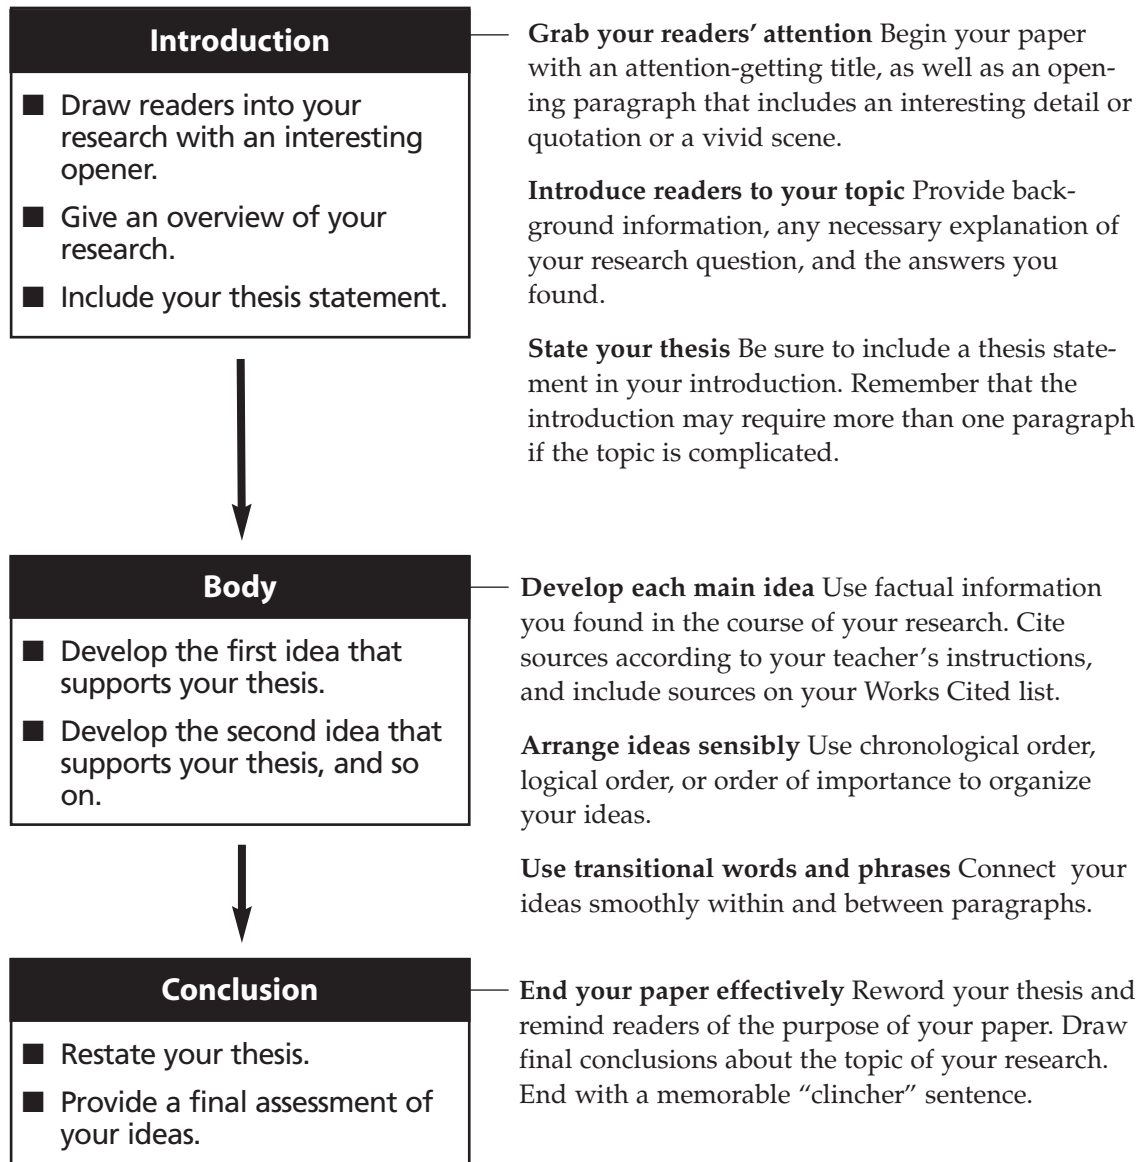 Introduction
■ Draw readers into your
research with an interesting
opener.
■ Give an overview of your
research.
■ Include your thesis statement.
Grab your readers’ attention Begin your paper
with an attention-getting title, as well as an open-
ing paragraph that includes an interesting detail or
quotation or a vivid scene.
Introduce readers to your topic Provide back-
ground information, any necessary explanation of
your research question, and the answers you
found.
State your thesis Be sure to include a thesis state-
ment in your introduction. Remember that the
introduction may require more than one paragraph
if the topic is complicated.
Body
■ Develop the first idea that
supports your thesis.
■ Develop the second idea that
supports your thesis, and so
on.
Develop each main idea Use factual information
you found in the course of your research. Cite
sources according to your teacher’s instructions,
and include sources on your Works Cited list.
Arrange ideas sensibly Use chronological order,
logical order, or order of importance to organize
your ideas.
Use transitional words and phrases Connect your
ideas smoothly within and between paragraphs.
Conclusion
■ Restate your thesis.
■ Provide a final assessment of
your ideas.
End your paper effectively Reword your thesis and
remind readers of the purpose of your paper. Draw
final conclusions about the topic of your research.
End with a memorable “clincher” sentence.